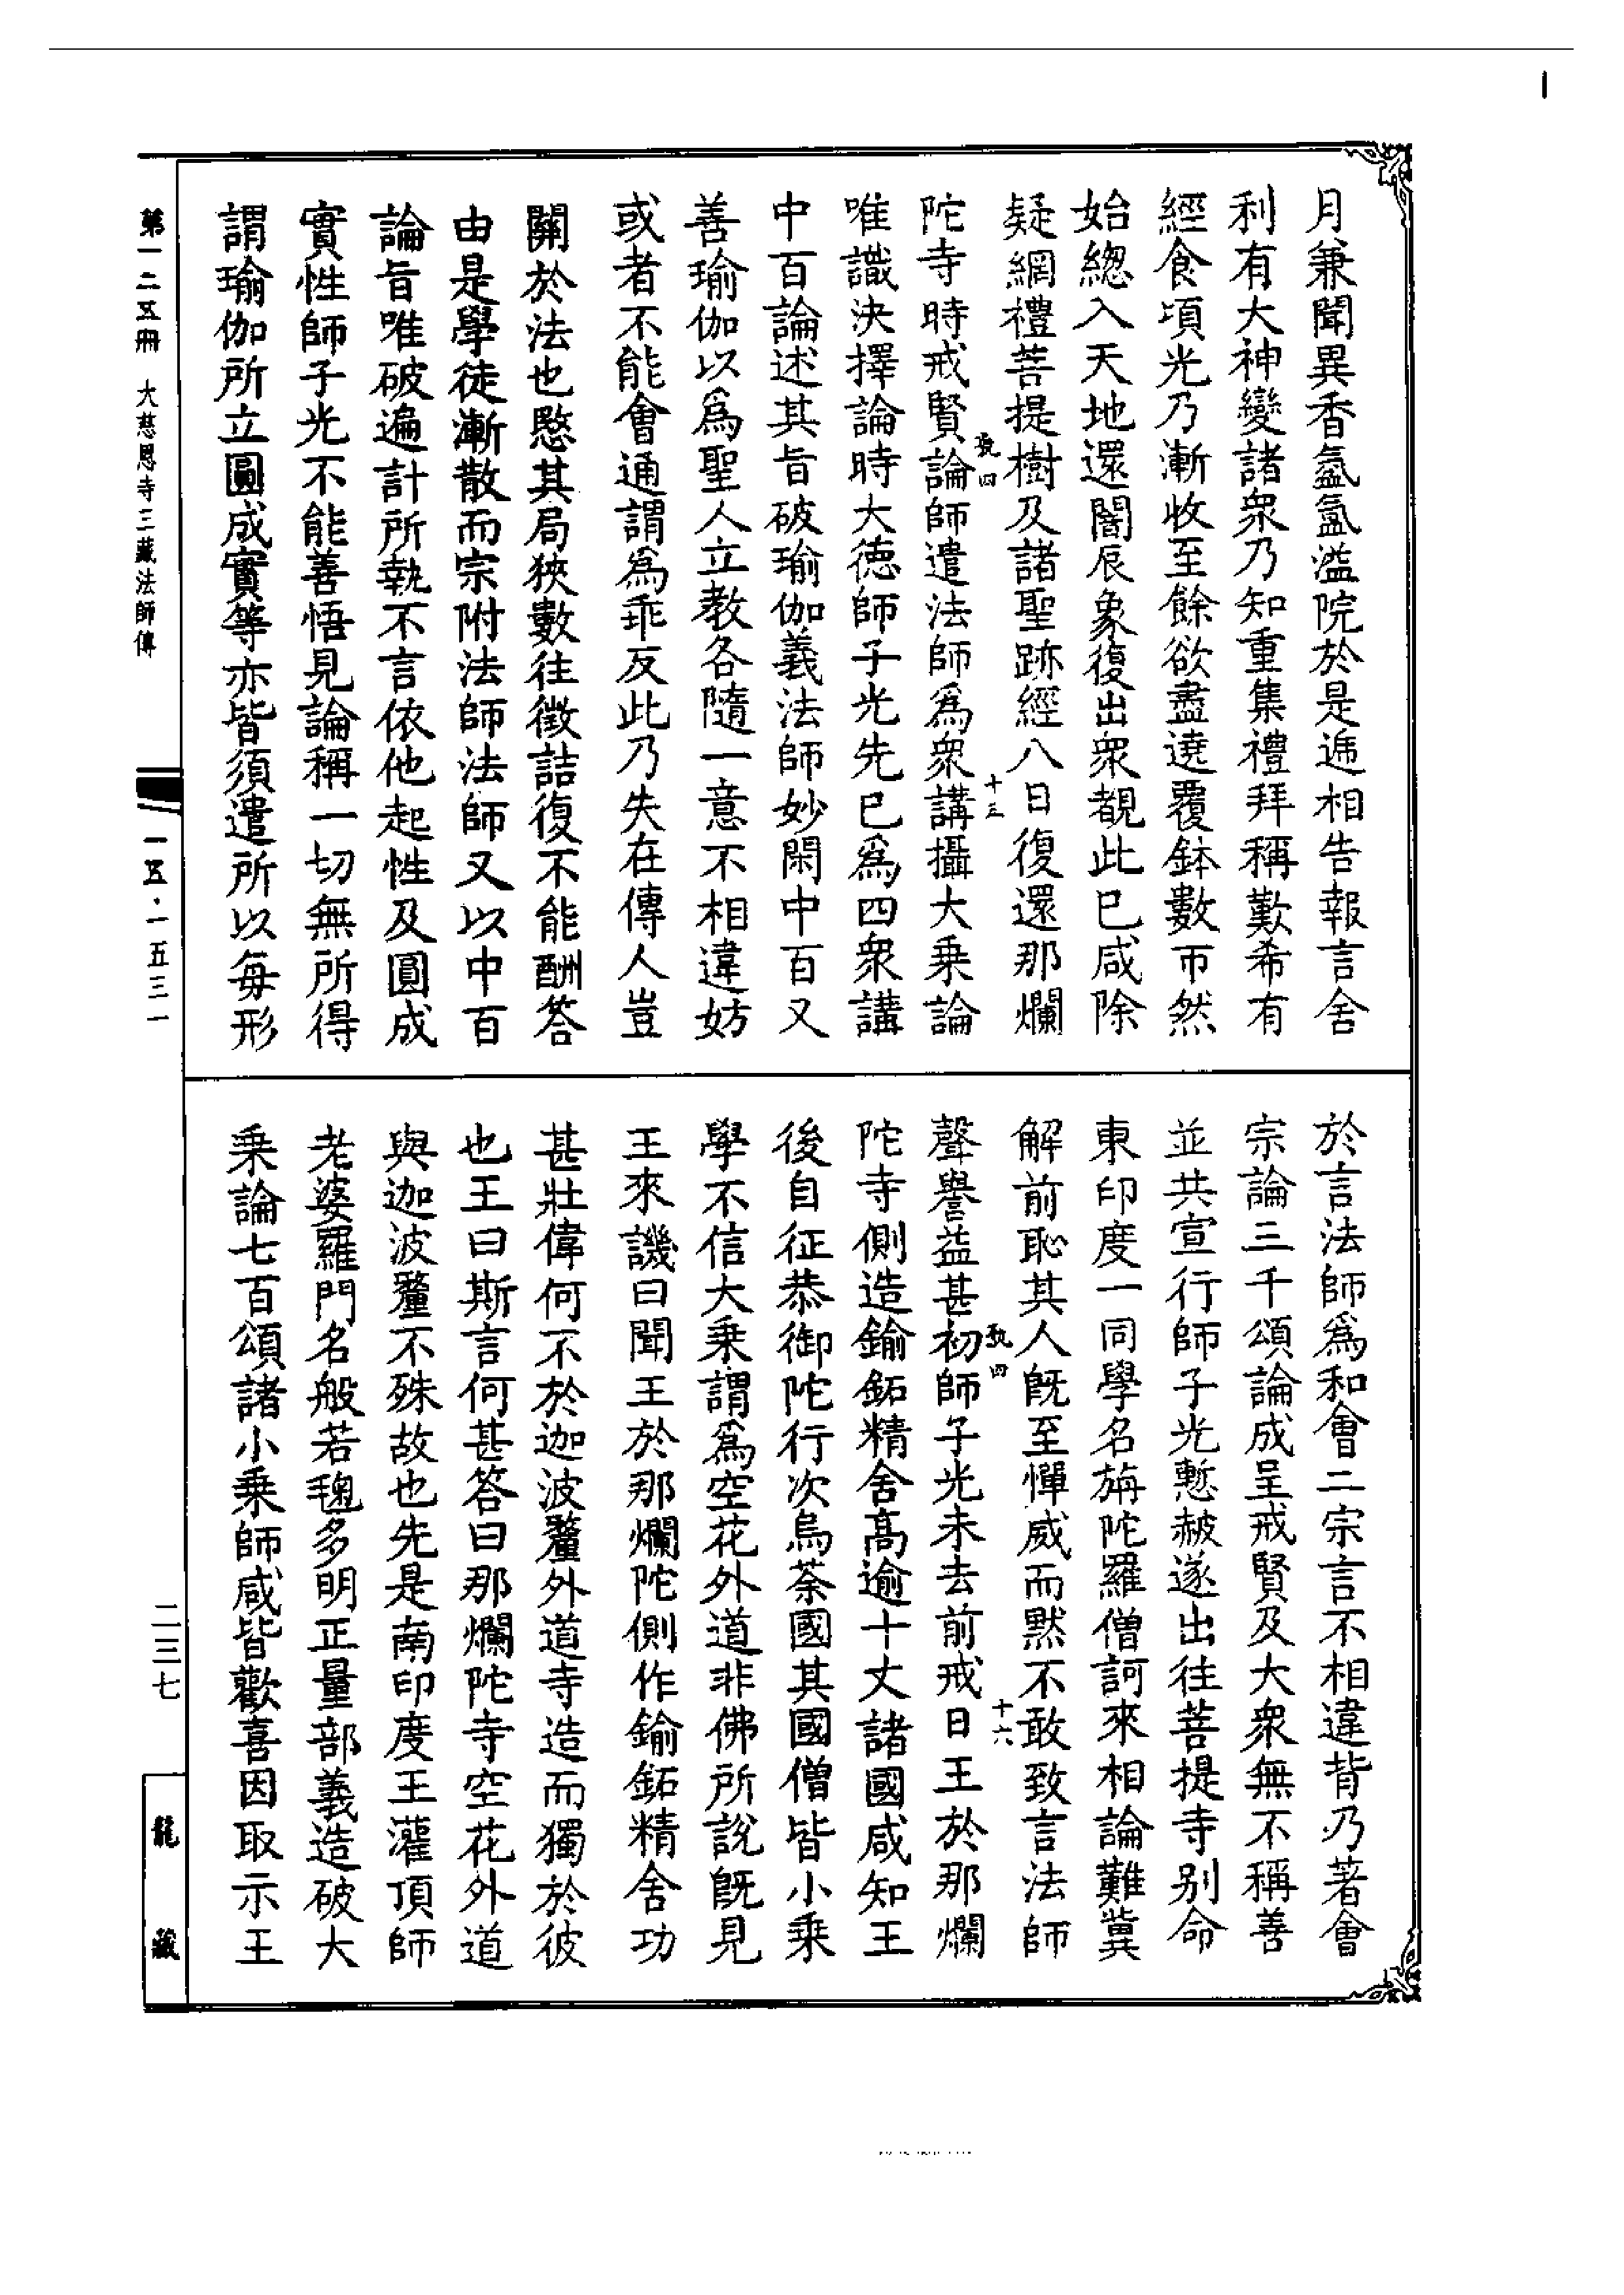 月兼聞異香氤氳溢院於是遞相告報言舍
利有大神變諸衆乃知重集禮拜稱歎希有
經食頃光乃漸收至餘欲盡遶覆鉢數帀然
始總入天地還闇辰象復出衆覩此已咸除
疑網禮菩提樹及諸聖跡經八日復還那爛
陀寺時戒賢論師遣法師爲衆講攝大乗論
唯識決擇論時大德師子光先已爲四衆講
中百論述其旨破瑜伽義法師妙閑中百又
善瑜伽以爲聖人立教各隨一意不相違妨
或者不能會通謂爲乖反此乃失在傳人豈
關於法也愍其局狹數往徵詰復不能酬答
由是學徒漸散而宗附法師法師又以中百
論旨唯破遍計所執不言依他起性及圓成
實性師子光不能善悟見論稱一切無所得
謂瑜伽所立圓成實等亦皆須遣所以每形
於言法師爲和會二宗言不相違背乃著會
宗論三千頌論成呈戒賢及大衆無不稱善
並共宣行師子光慙赧遂出往菩提寺别命
東印度一同學名旃陀羅僧訶來相論難冀
解前恥其人旣至憚威而默不敢致言法師
聲譽益甚初師子光未去前戒日王於那爛
陀寺側造鍮鉐精舍高逾十丈諸國咸知王
後自征恭御陀行次烏荼國其國僧皆小乗
學不信大乗謂爲空花外道非佛所說旣見
王來譏曰聞王於那爛陀側作鍮鉐精舍功
甚壯偉何不於迦波釐外道寺造而獨於彼
也王曰斯言何甚答曰那爛陀寺空花外道
與迦波釐不殊故也先是南印度王灌頂師
老婆羅門名般若毱多明正量部義造破大
乗論七百頌諸小乗師咸皆歡喜因取示王
四
十三
四
十六
第一二五冊 大慈恩寺三藏法師傳
一五·一五三一
二三七
龍藏